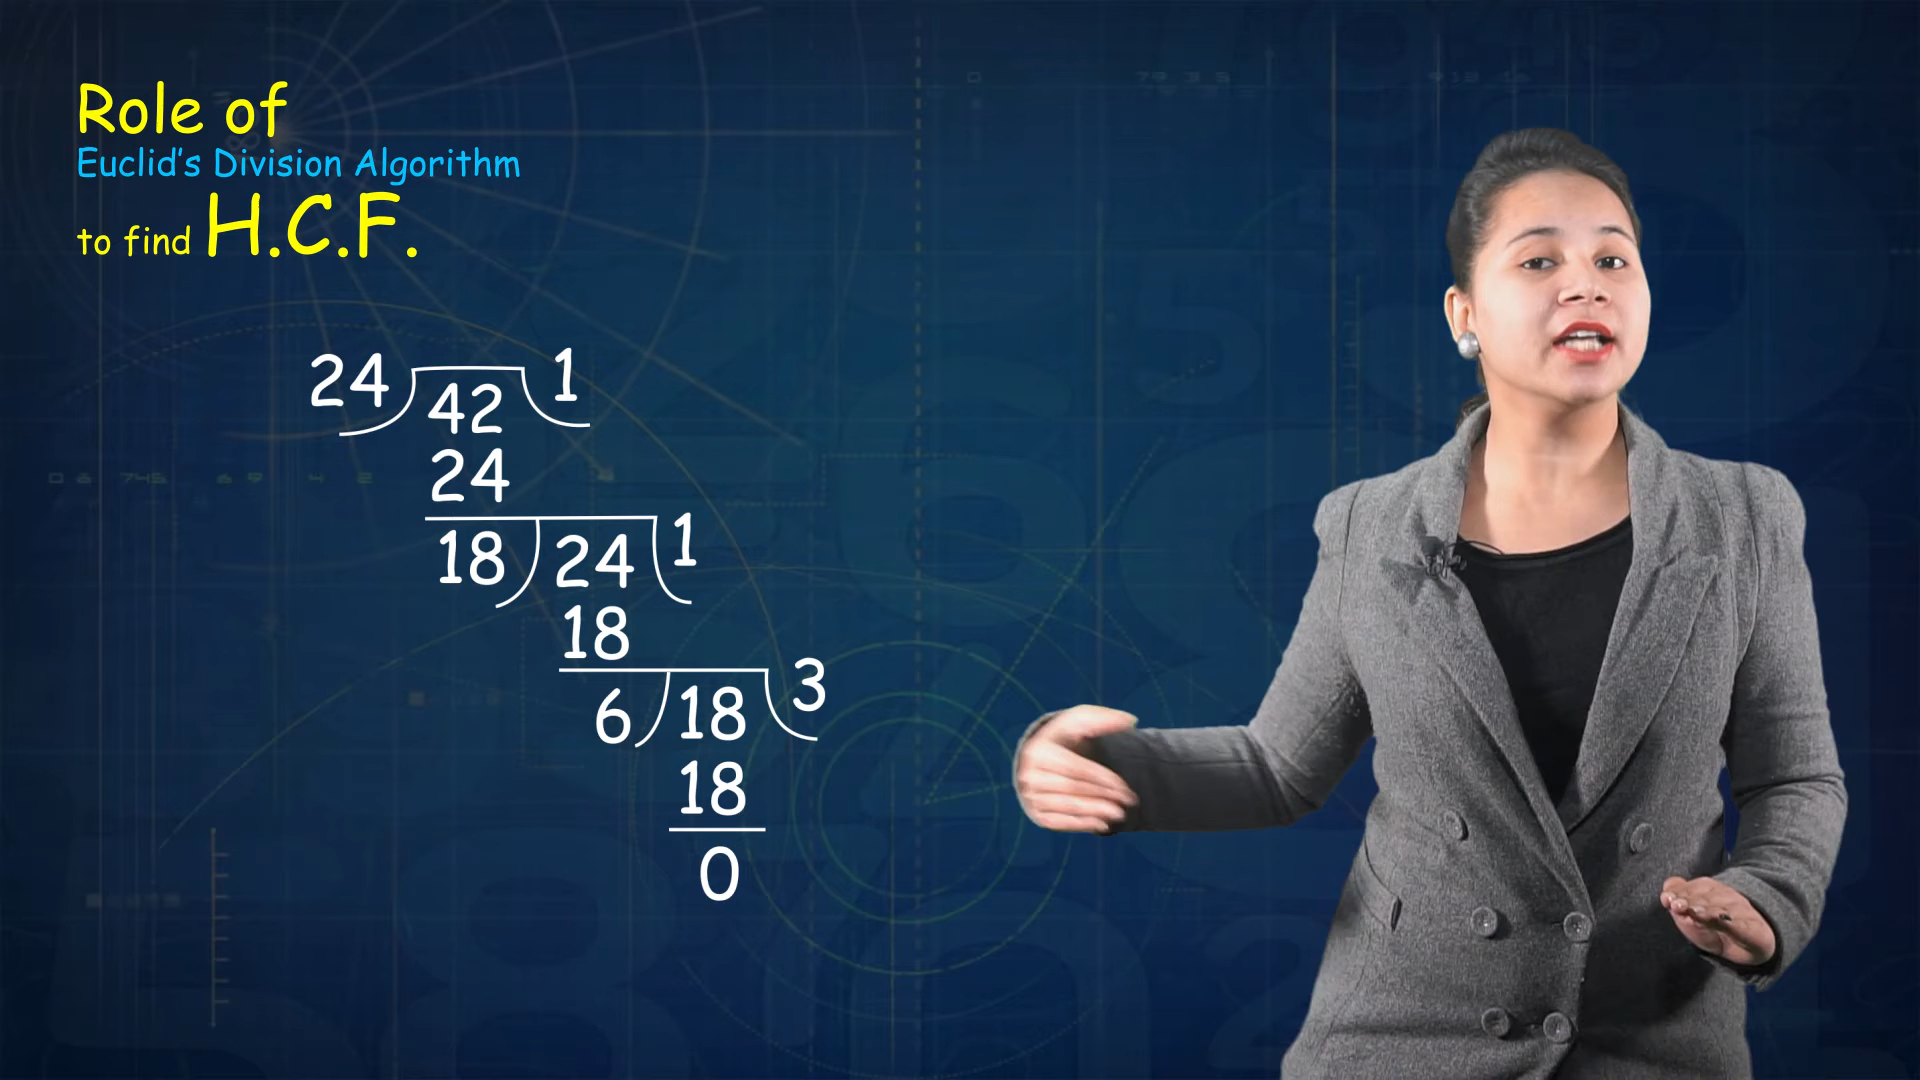 Role of
Euclid's Division Algorithm
to find H.C.F.
24 42 1
24
18 24 1
18
6 18 3
18
0